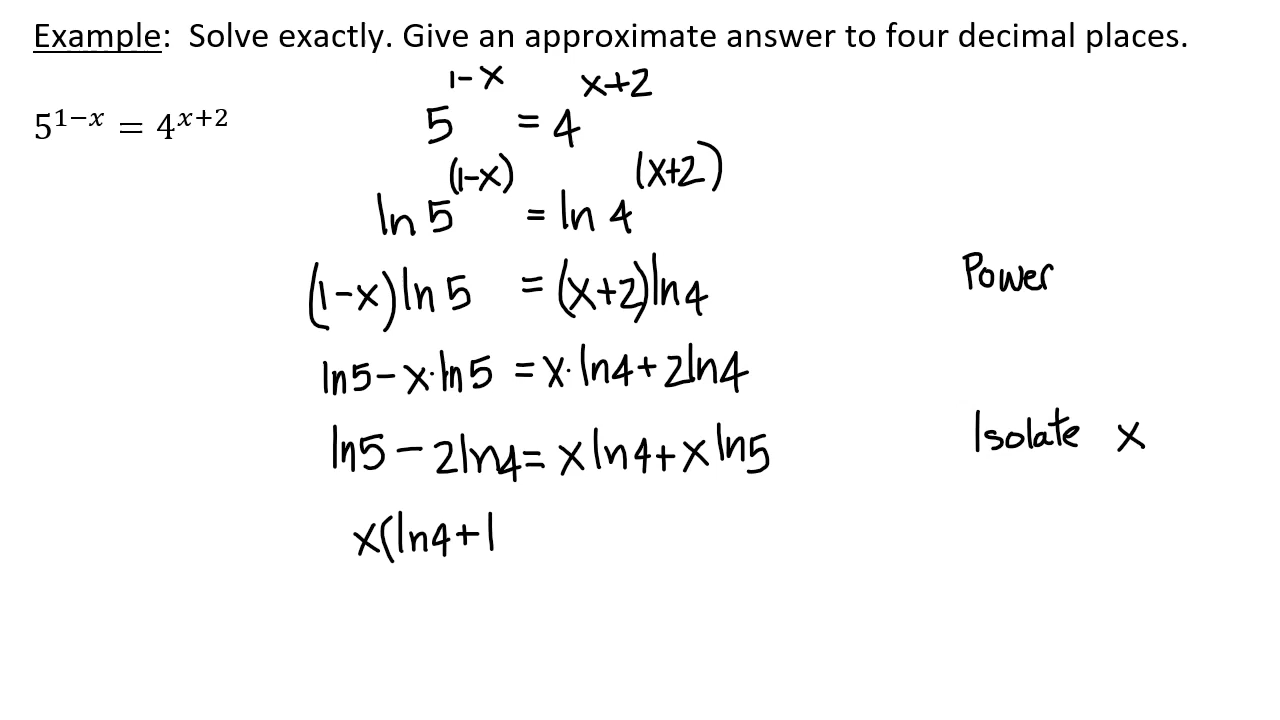 Example: Solve exactly. Give an approximate answer to four decimal places.
5^{1−x} = 4^{x+2}
5^{1-x} = 4^{x+2}
ln 5^{(1-x)} = ln 4^{(x+2)}
(1-x)ln 5 = (x+2)ln4
Power
ln5 - x·ln5 = x·ln4 + 2ln4
ln5 - 2ln4 = x ln4 + x ln5
Isolate x
x(ln4 + l